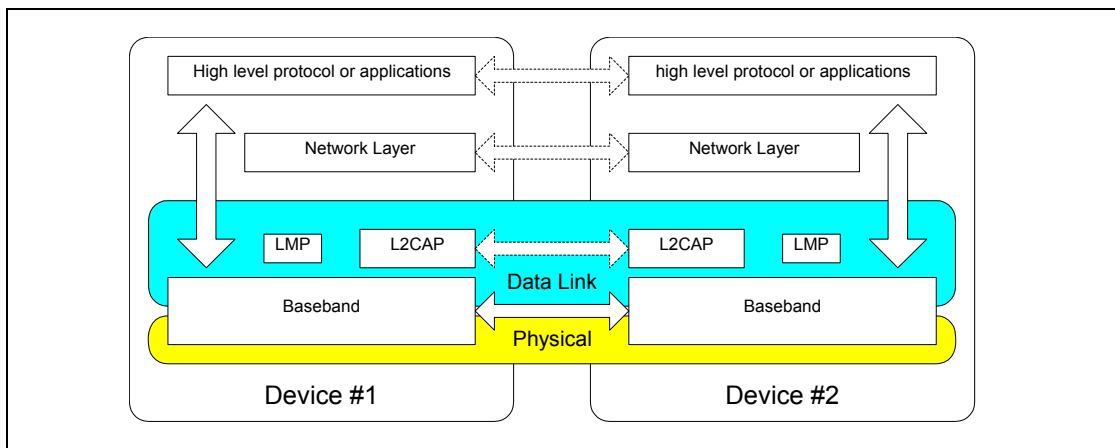 High level protocol or applications
high level protocol or applications
Network Layer
Network Layer
LMP
L2CAP
L2CAP
LMP
Data Link
Baseband
Baseband
Physical
Device #1
Device #2